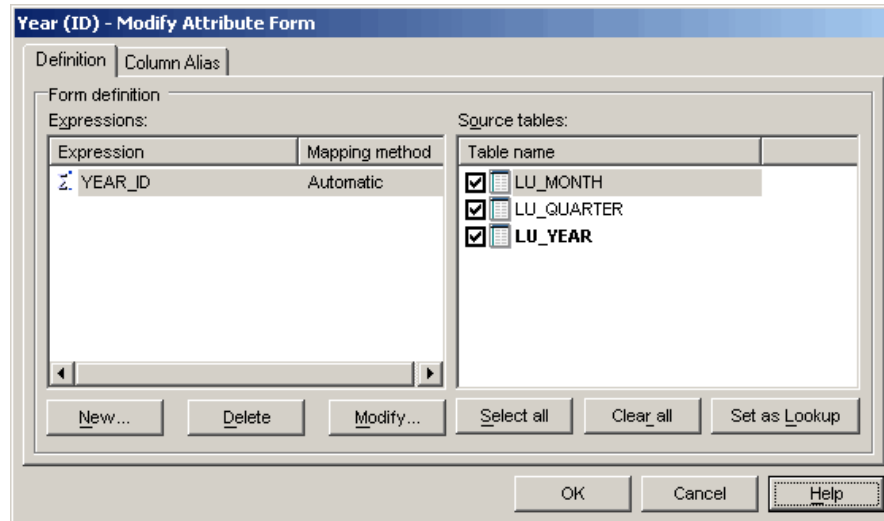 Year (ID) - Modify Attribute Form
Definition
Column Alias
Form definition
Expressions:
Source tables:
Expression
Mapping method
YEAR_ID
Automatic
Table name
LU_MONTH
LU_QUARTER
LU_YEAR
New...
Delete
Modify...
Select all
Clear all
Set as Lookup
OK
Cancel
Help